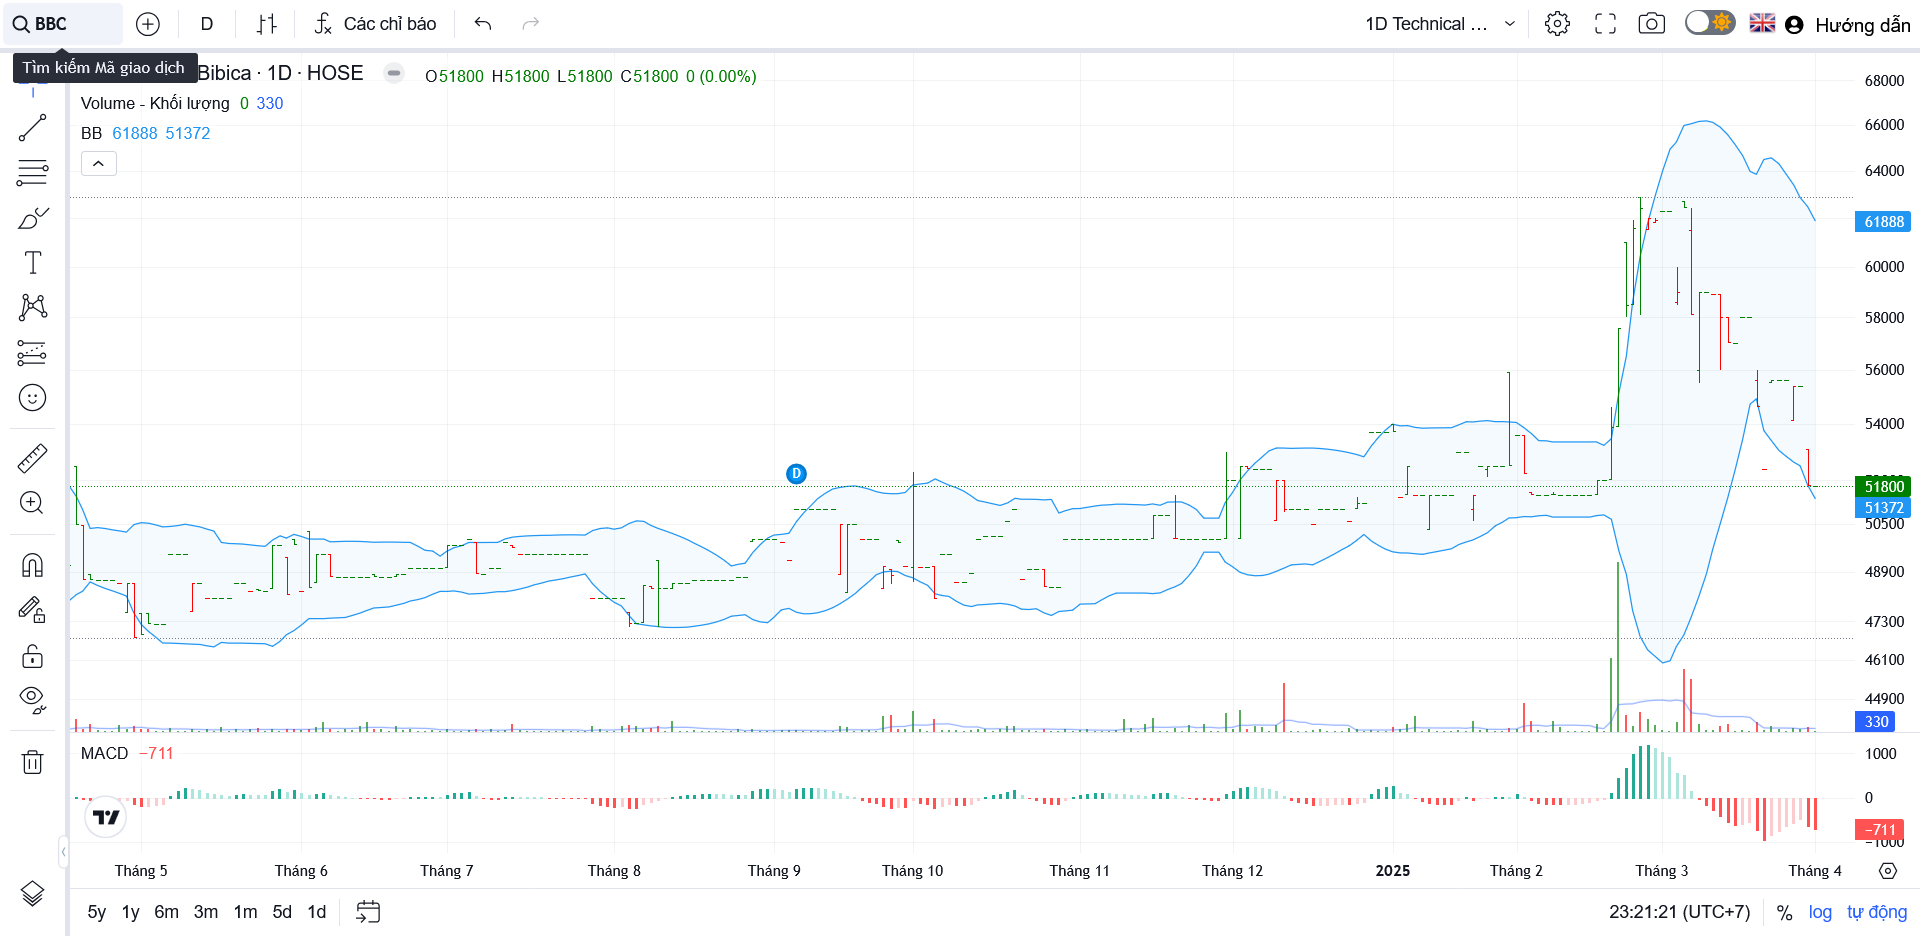 BBC
D
Các chỉ báo
1D Technical ...
Hướng dẫn
Tìm kiếm Mã giao dịch
Bibica · 1D · HOSE
O51800 H51800 L51800 C51800 0 (0.00%)
Volume - Khối lượng 0 330
BB 61888 51372
68000
66000
64000
61888
60000
58000
56000
54000
51800
51372
50500
48900
47300
46100
44900
330
D
MACD −711
1000
0
−711
−1000
Tháng 5 Tháng 6 Tháng 7 Tháng 8 Tháng 9 Tháng 10 Tháng 11 Tháng 12 2025 Tháng 2 Tháng 3 Tháng 4
5y 1y 6m 3m 1m 5d 1d
23:21:21 (UTC+7) % log tự động